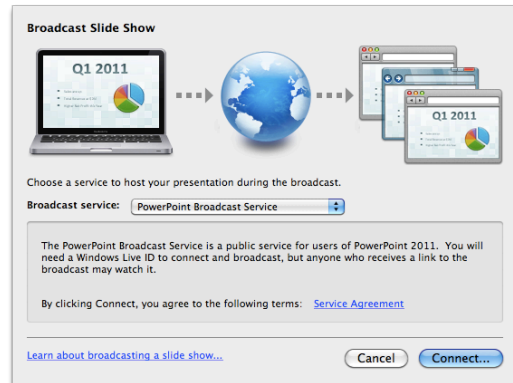 Broadcast Slide Show
Q1 2011
Q1 2011
Choose a service to host your presentation during the broadcast.
Broadcast service: PowerPoint Broadcast Service
The PowerPoint Broadcast Service is a public service for users of PowerPoint 2011. You will
need a Windows Live ID to connect and broadcast, but anyone who receives a link to the
broadcast may watch it.
By clicking Connect, you agree to the following terms: Service Agreement
Learn about broadcasting a slide show...
Cancel
Connect...